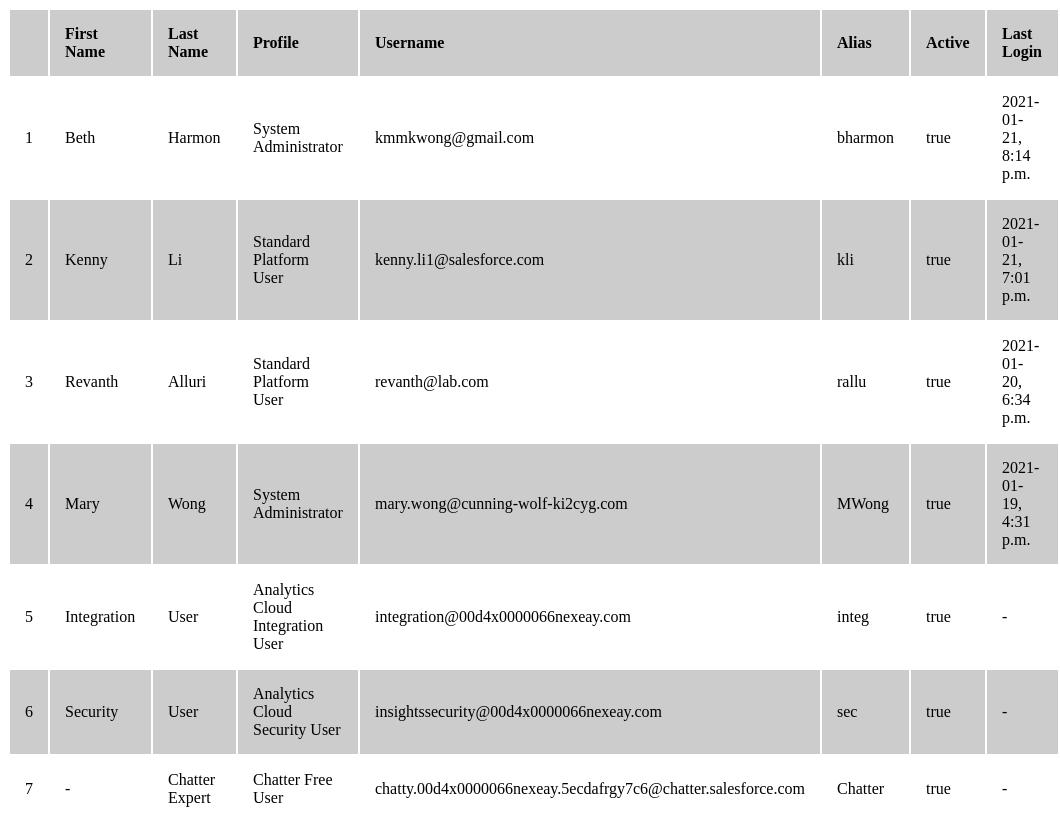 First Name Last Name Profile Username Alias Active Last Login
1 Beth Harmon System Administrator kmmkwong@gmail.com bharmon true 2021-01-21, 8:14 p.m.
2 Kenny Li Standard Platform User kenny.li1@salesforce.com kli true 2021-01-21, 7:01 p.m.
3 Revanth Alluri Standard Platform User revanth@lab.com rallu true 2021-01-20, 6:34 p.m.
4 Mary Wong System Administrator mary.wong@cunning-wolf-ki2cyg.com MWong true 2021-01-19, 4:31 p.m.
5 Integration User Analytics Cloud Integration User integration@00d4x0000066nexeay.com integ true -
6 Security User Analytics Cloud Security User insightssecurity@00d4x0000066nexeay.com sec true -
7 - Chatter Expert Chatter Free User chatty.00d4x0000066nexeay.5ecdafrgy7c6@chatter.salesforce.com Chatter true -